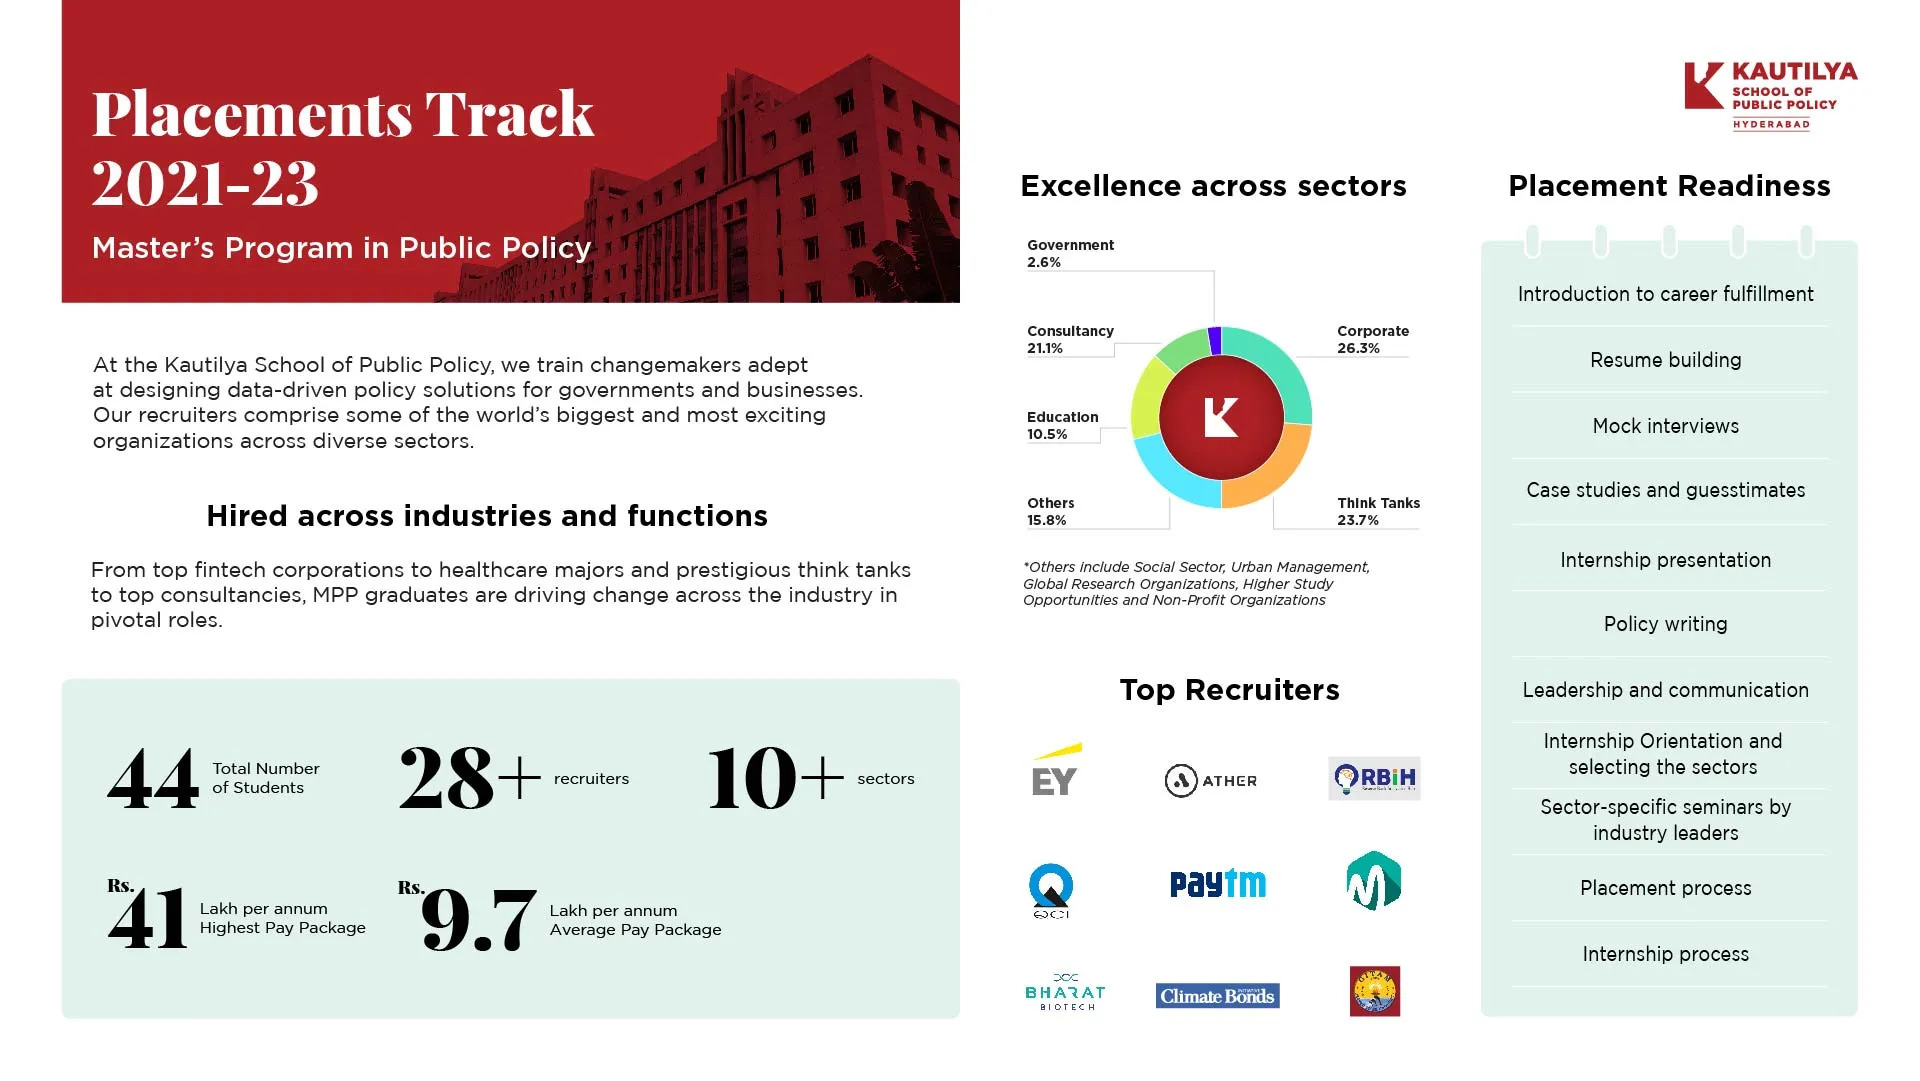 Placements Track
2021-23
Master's Program in Public Policy
At the Kautilya School of Public Policy, we train changemakers adept
at designing data-driven policy solutions for governments and businesses.
Our recruiters comprise some of the world's biggest and most exciting
organizations across diverse sectors.
Hired across industries and functions
From top fintech corporations to healthcare majors and prestigious think tanks
to top consultancies, MPP graduates are driving change across the industry in
pivotal roles.
44 Total Number
of Students
28+ recruiters
10+ sectors
Rs. 41 Lakh per annum
Highest Pay Package
Rs. 9.7 Lakh per annum
Average Pay Package
KAUTILYA
SCHOOL OF
PUBLIC POLICY
HYDERABAD
Excellence across sectors
Government
2.6%
Consultancy
21.1%
Education
10.5%
Others
15.8%
Corporate
26.3%
Think Tanks
23.7%
*Others include Social Sector, Urban Management,
Global Research Organizations, Higher Study
Opportunities and Non-Profit Organizations
Top Recruiters
EY
ATHER
RBiH
QCI
paytm
BHARAT
BIOTECH
Climate Bonds
INITIATIVE
GITAM
Placement Readiness
Introduction to career fulfillment
Resume building
Mock interviews
Case studies and guesstimates
Internship presentation
Policy writing
Leadership and communication
Internship Orientation and
selecting the sectors
Sector-specific seminars by
industry leaders
Placement process
Internship process